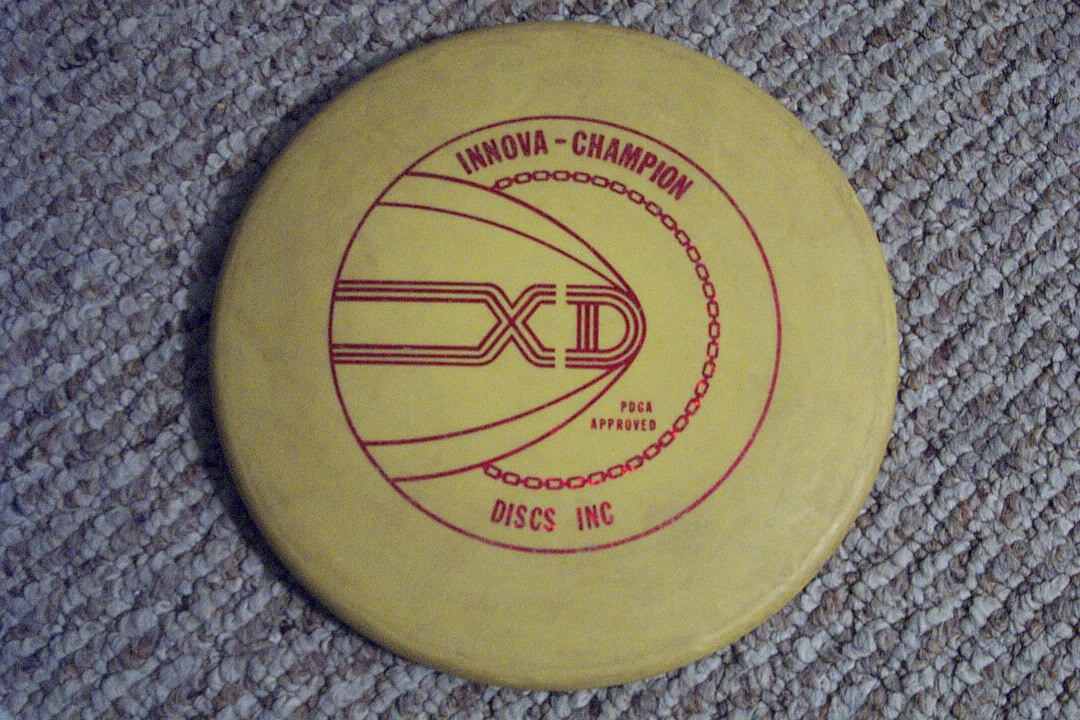 INNOVA - CHAMPION
XD
PDGA
APPROVED
DISCS INC